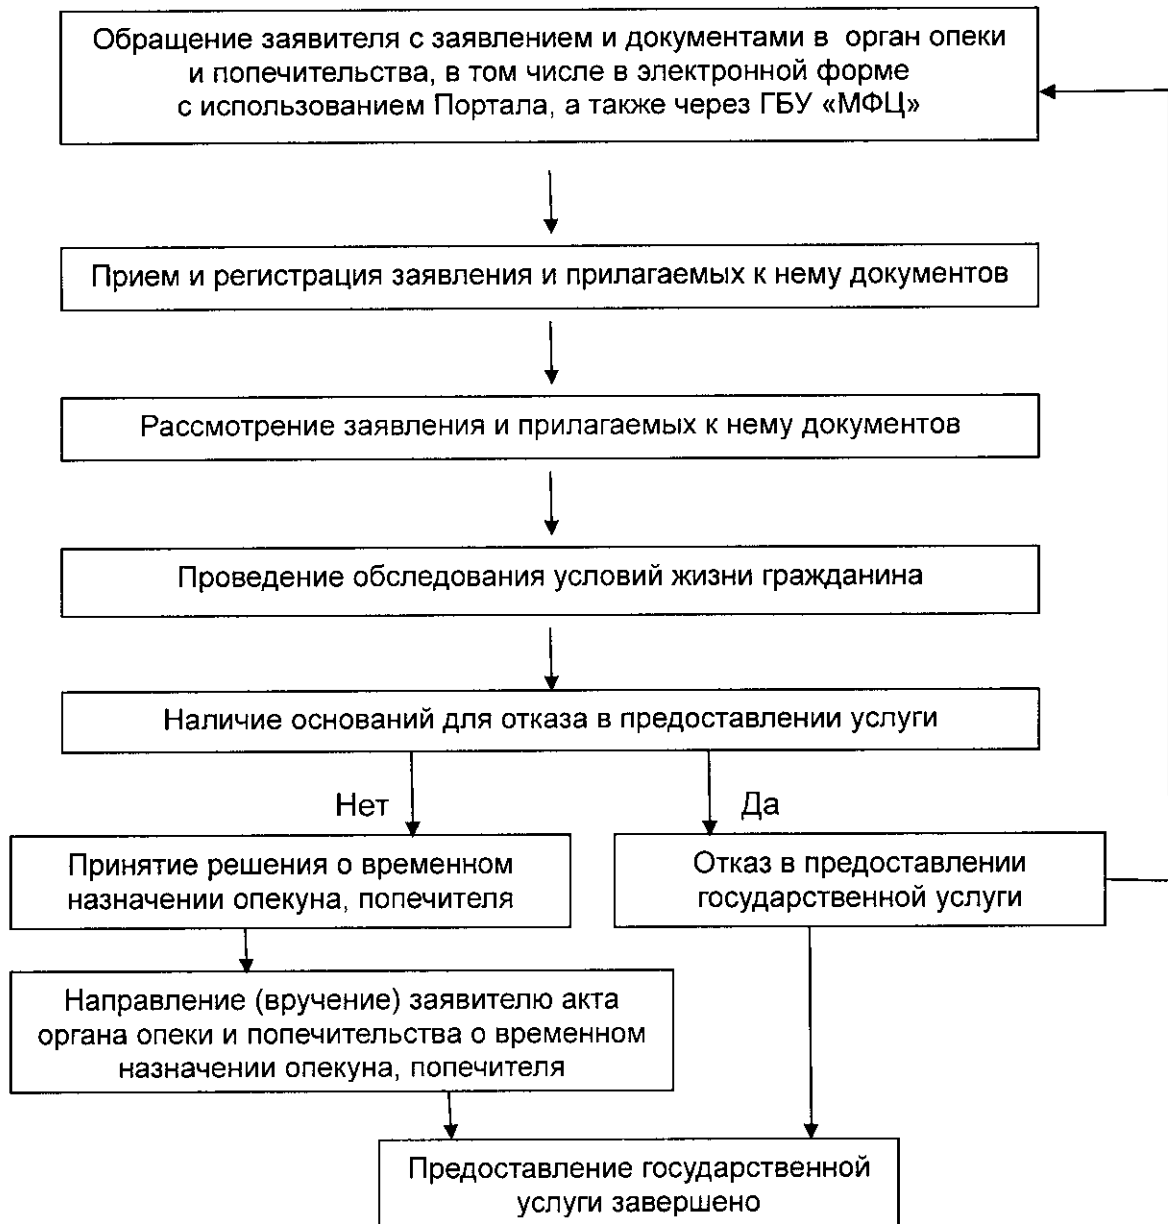 Обращение заявителя с заявлением и документами в орган опеки
и попечительства, в том числе в электронной форме
с использованием Портала, а также через ГБУ «МФЦ»
Прием и регистрация заявления и прилагаемых к нему документов
Рассмотрение заявления и прилагаемых к нему документов
Проведение обследования условий жизни гражданина
Наличие оснований для отказа в предоставлении услуги
Нет
Да
Принятие решения о временном
назначении опекуна, попечителя
Отказ в предоставлении
государственной услуги
Направление (вручение) заявителю акта
органа опеки и попечительства о временном
назначении опекуна, попечителя
Предоставление государственной
услуги завершено